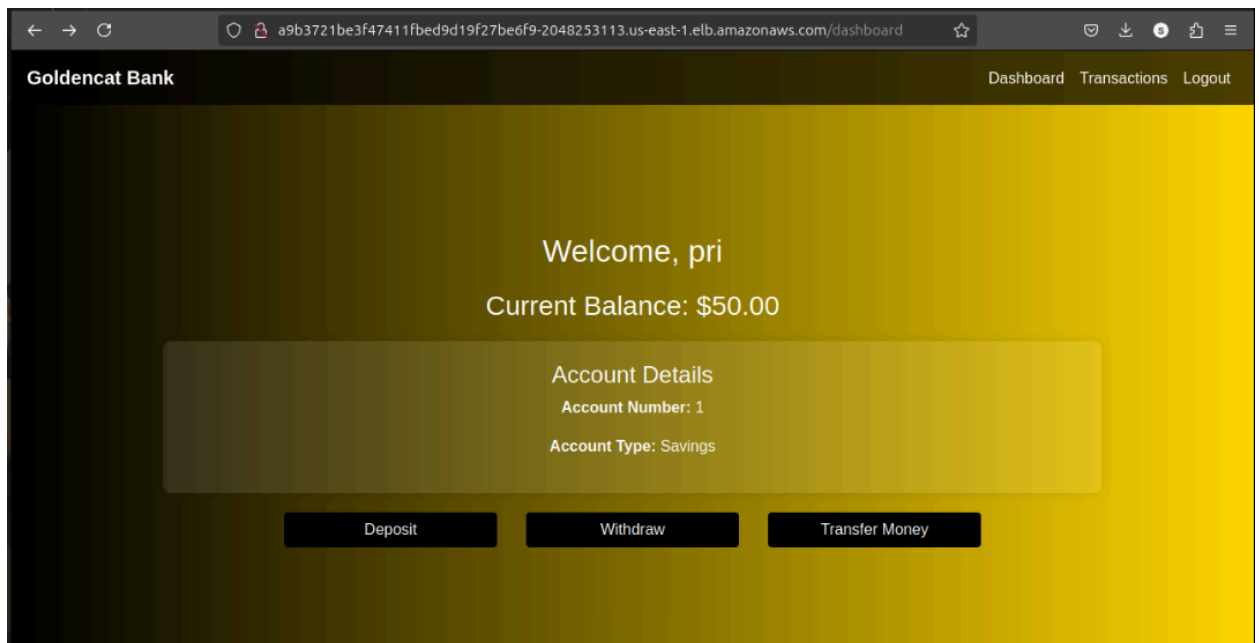 a9b3721be3f47411fbed9d19f27be6f9-2048253113.us-east-1.elb.amazonaws.com/dashboard
S
Goldencat Bank
Dashboard Transactions Logout
Welcome, pri
Current Balance: $50.00
Account Details
Account Number: 1
Account Type: Savings
Deposit Withdraw Transfer Money